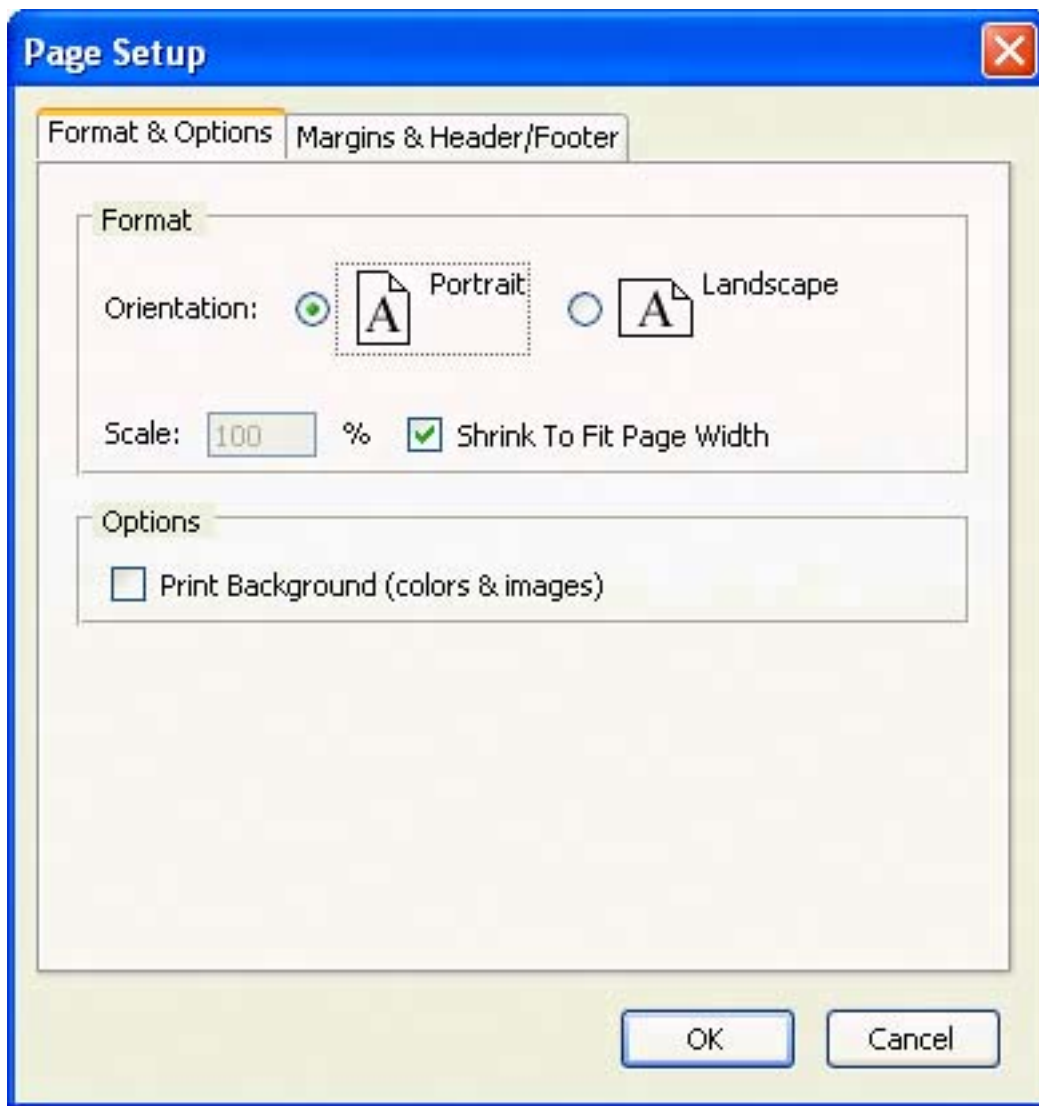 Page Setup
Format & Options
Margins & Header/Footer
Format
Orientation:
A
Portrait
A
Landscape
Scale:
100
%
Shrink To Fit Page Width
Options
Print Background (colors & images)
OK
Cancel